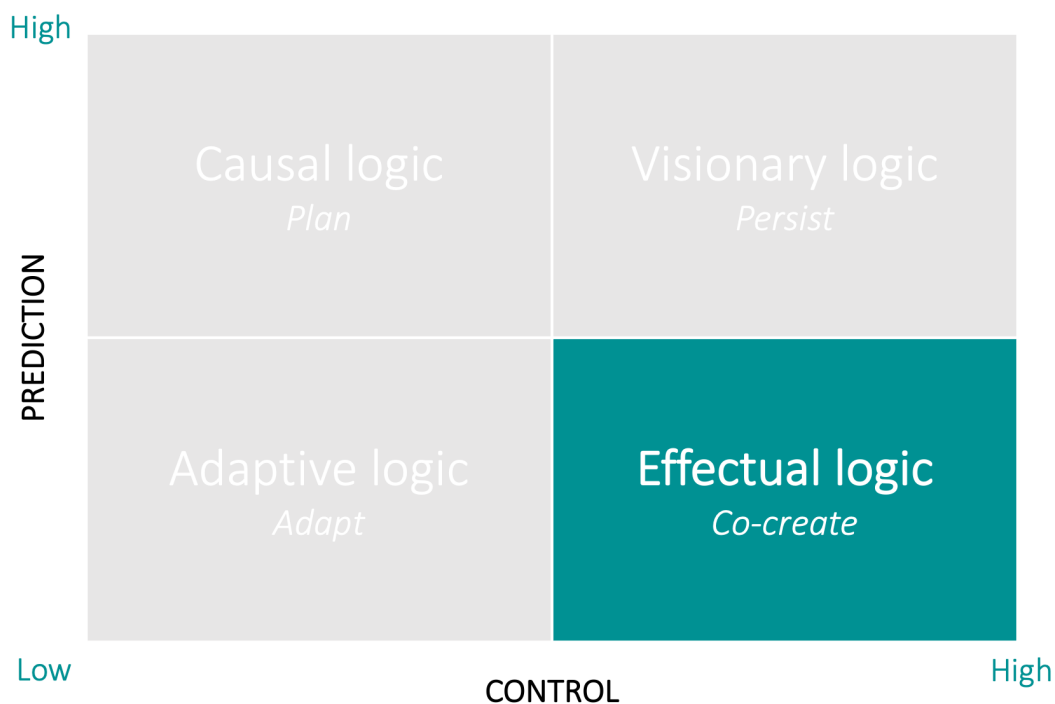 High
Causal logic
Plan
Visionary logic
Persist
PREDICTION
Adaptive logic
Adapt
Effectual logic
Co-create
Low
CONTROL
High